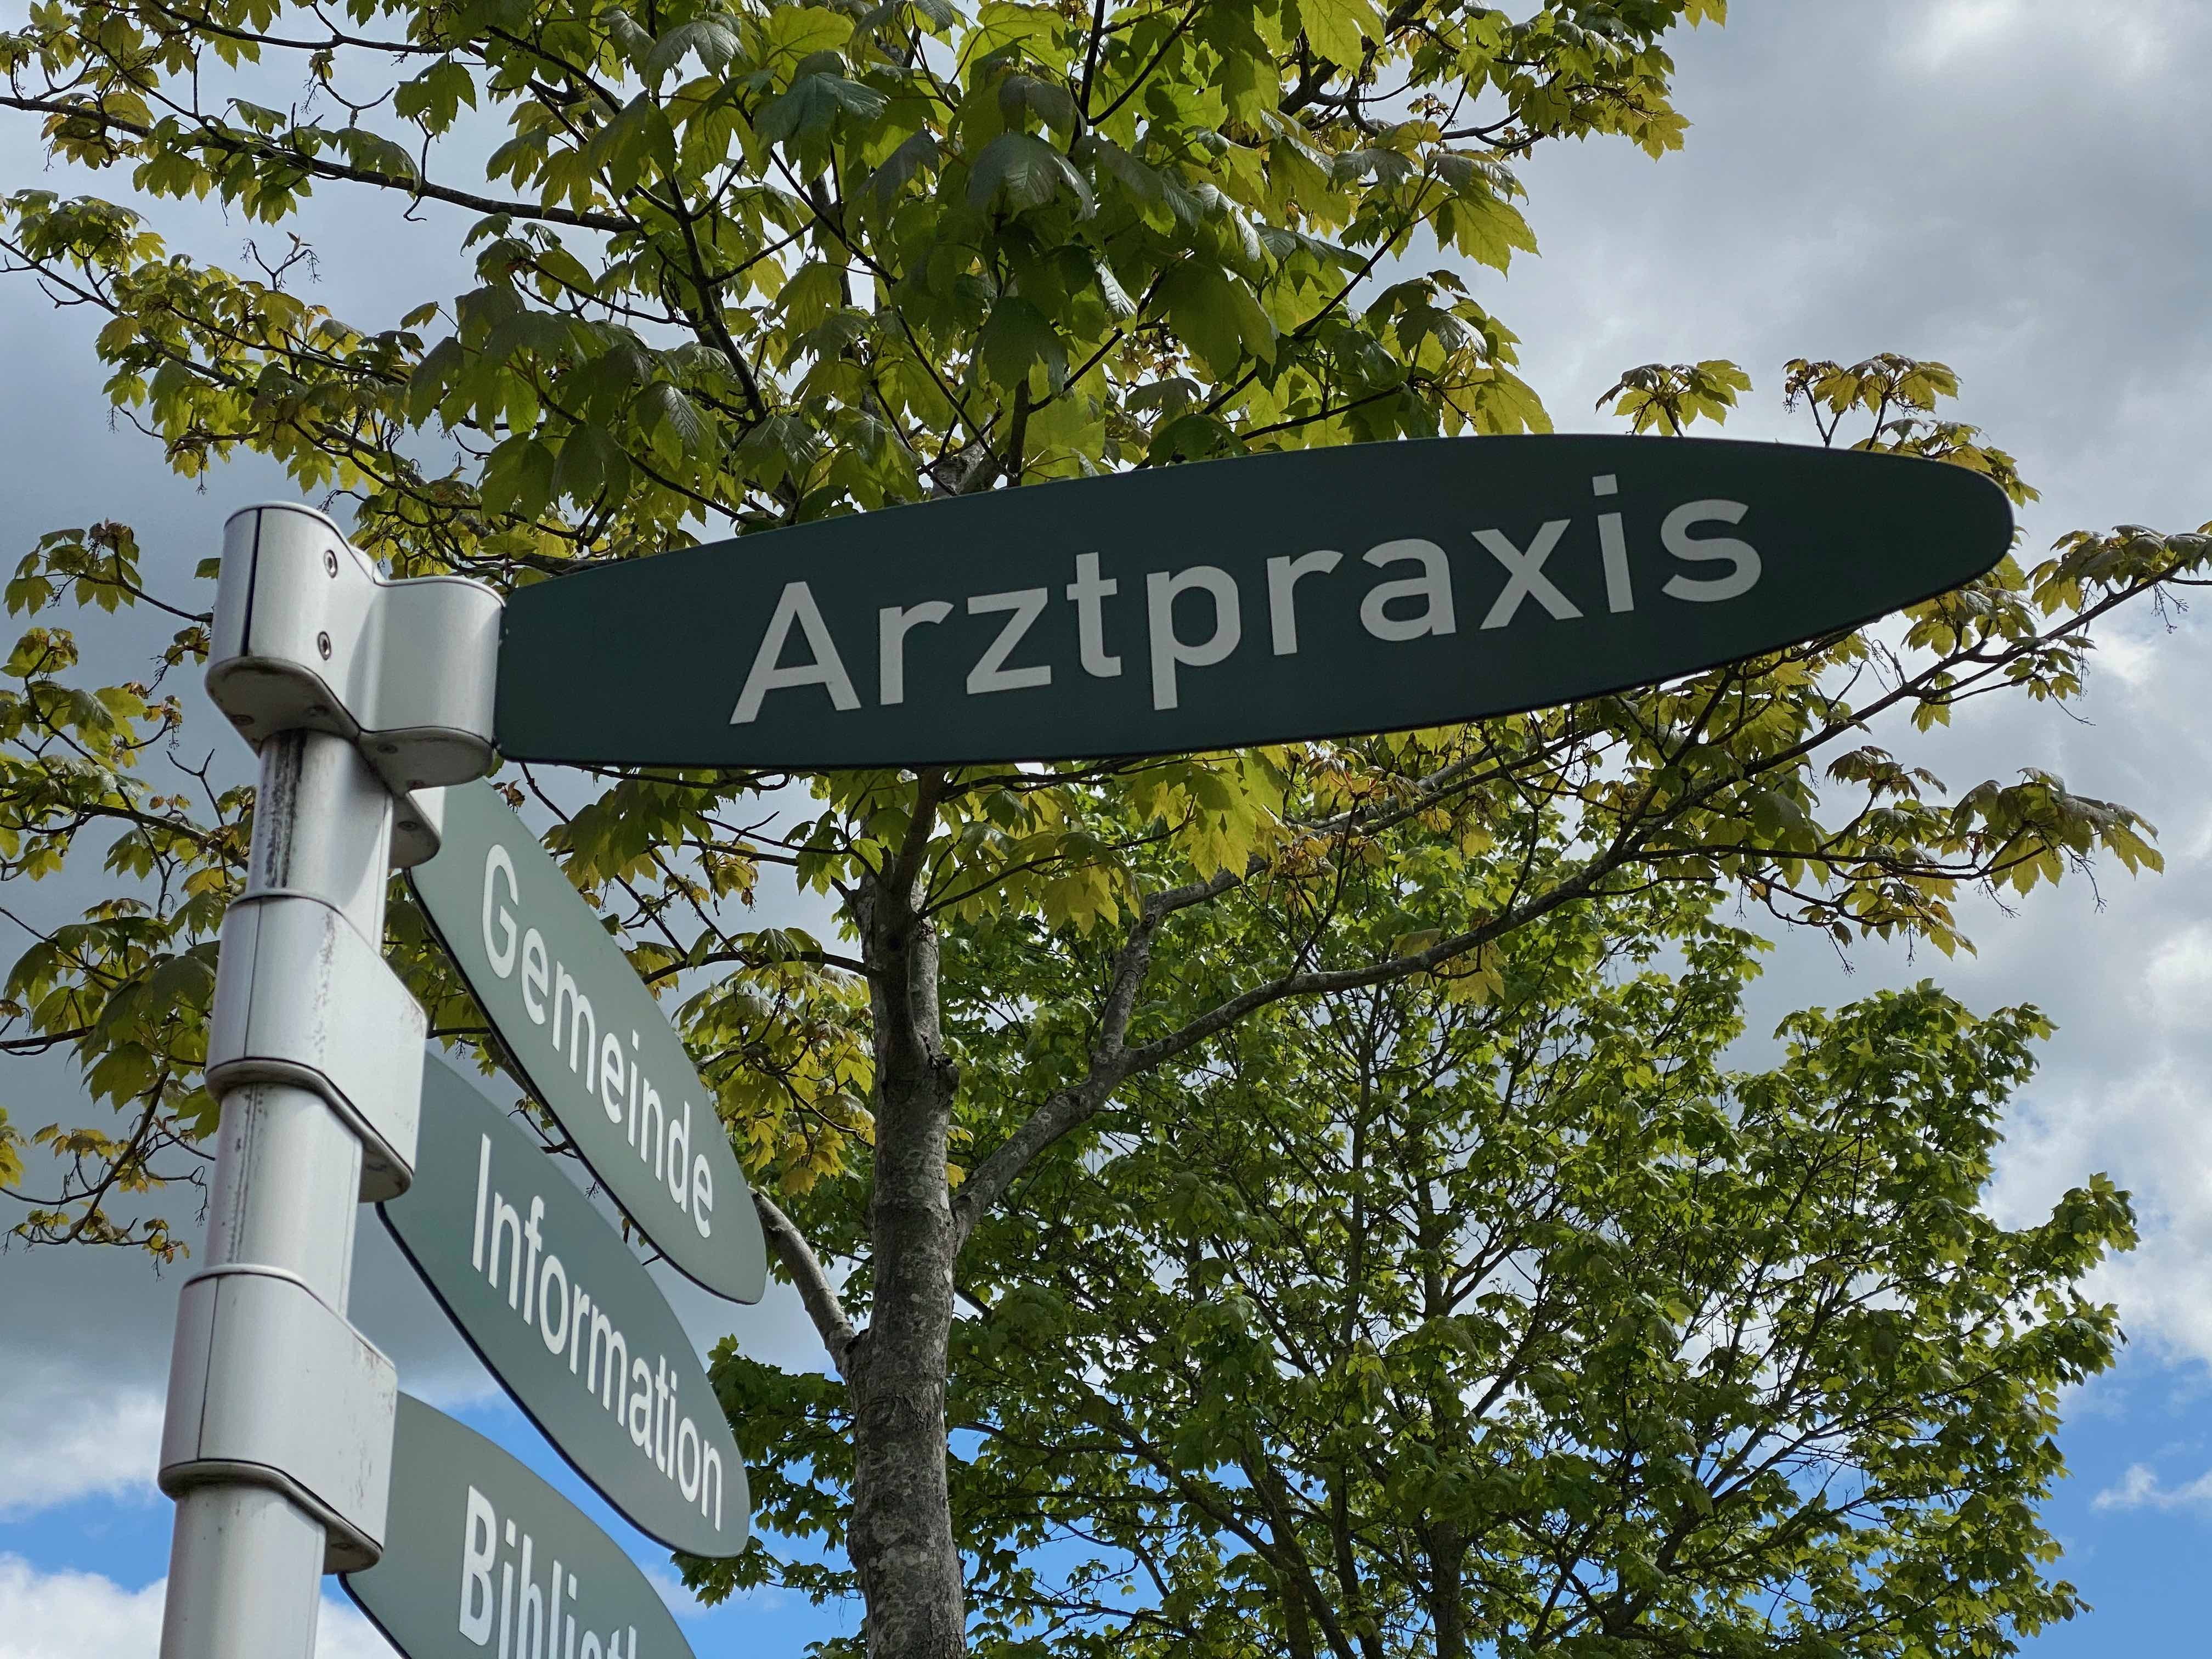 Arztpraxis
Gemeinde
Information